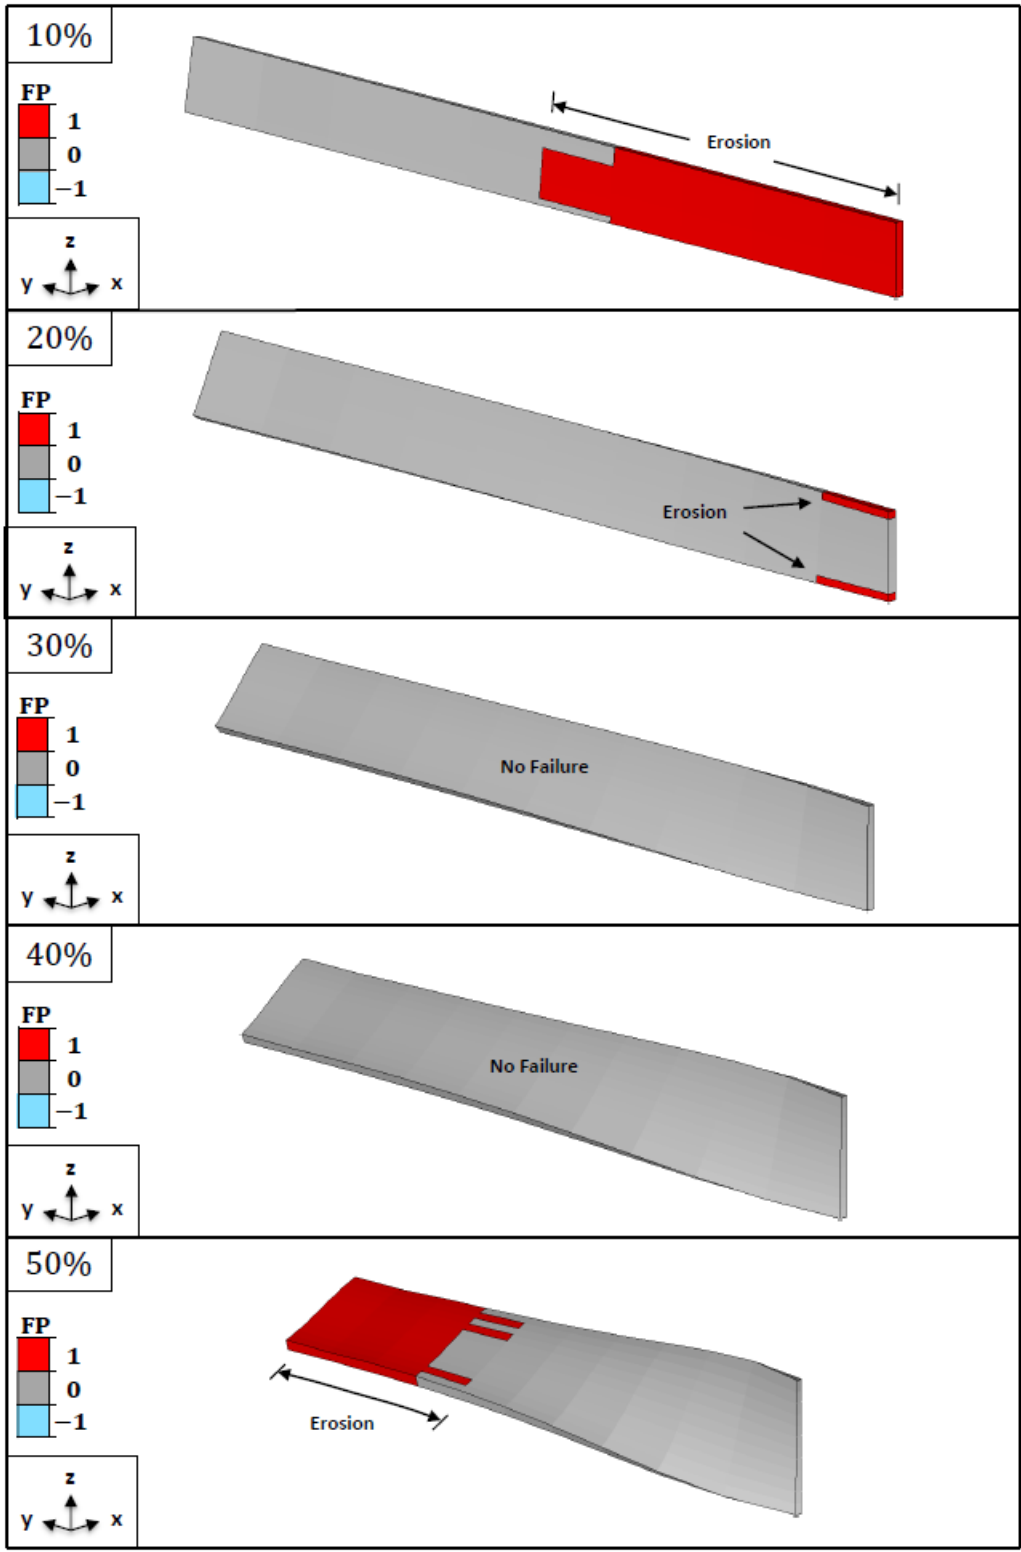 10%
FP
1
0
−1
Erosion
z
y x
20%
FP
1
0
−1
Erosion
z
y x
30%
FP
1
0
−1
No Failure
z
y x
40%
FP
1
0
−1
No Failure
z
y x
50%
FP
1
0
−1
Erosion
z
y x